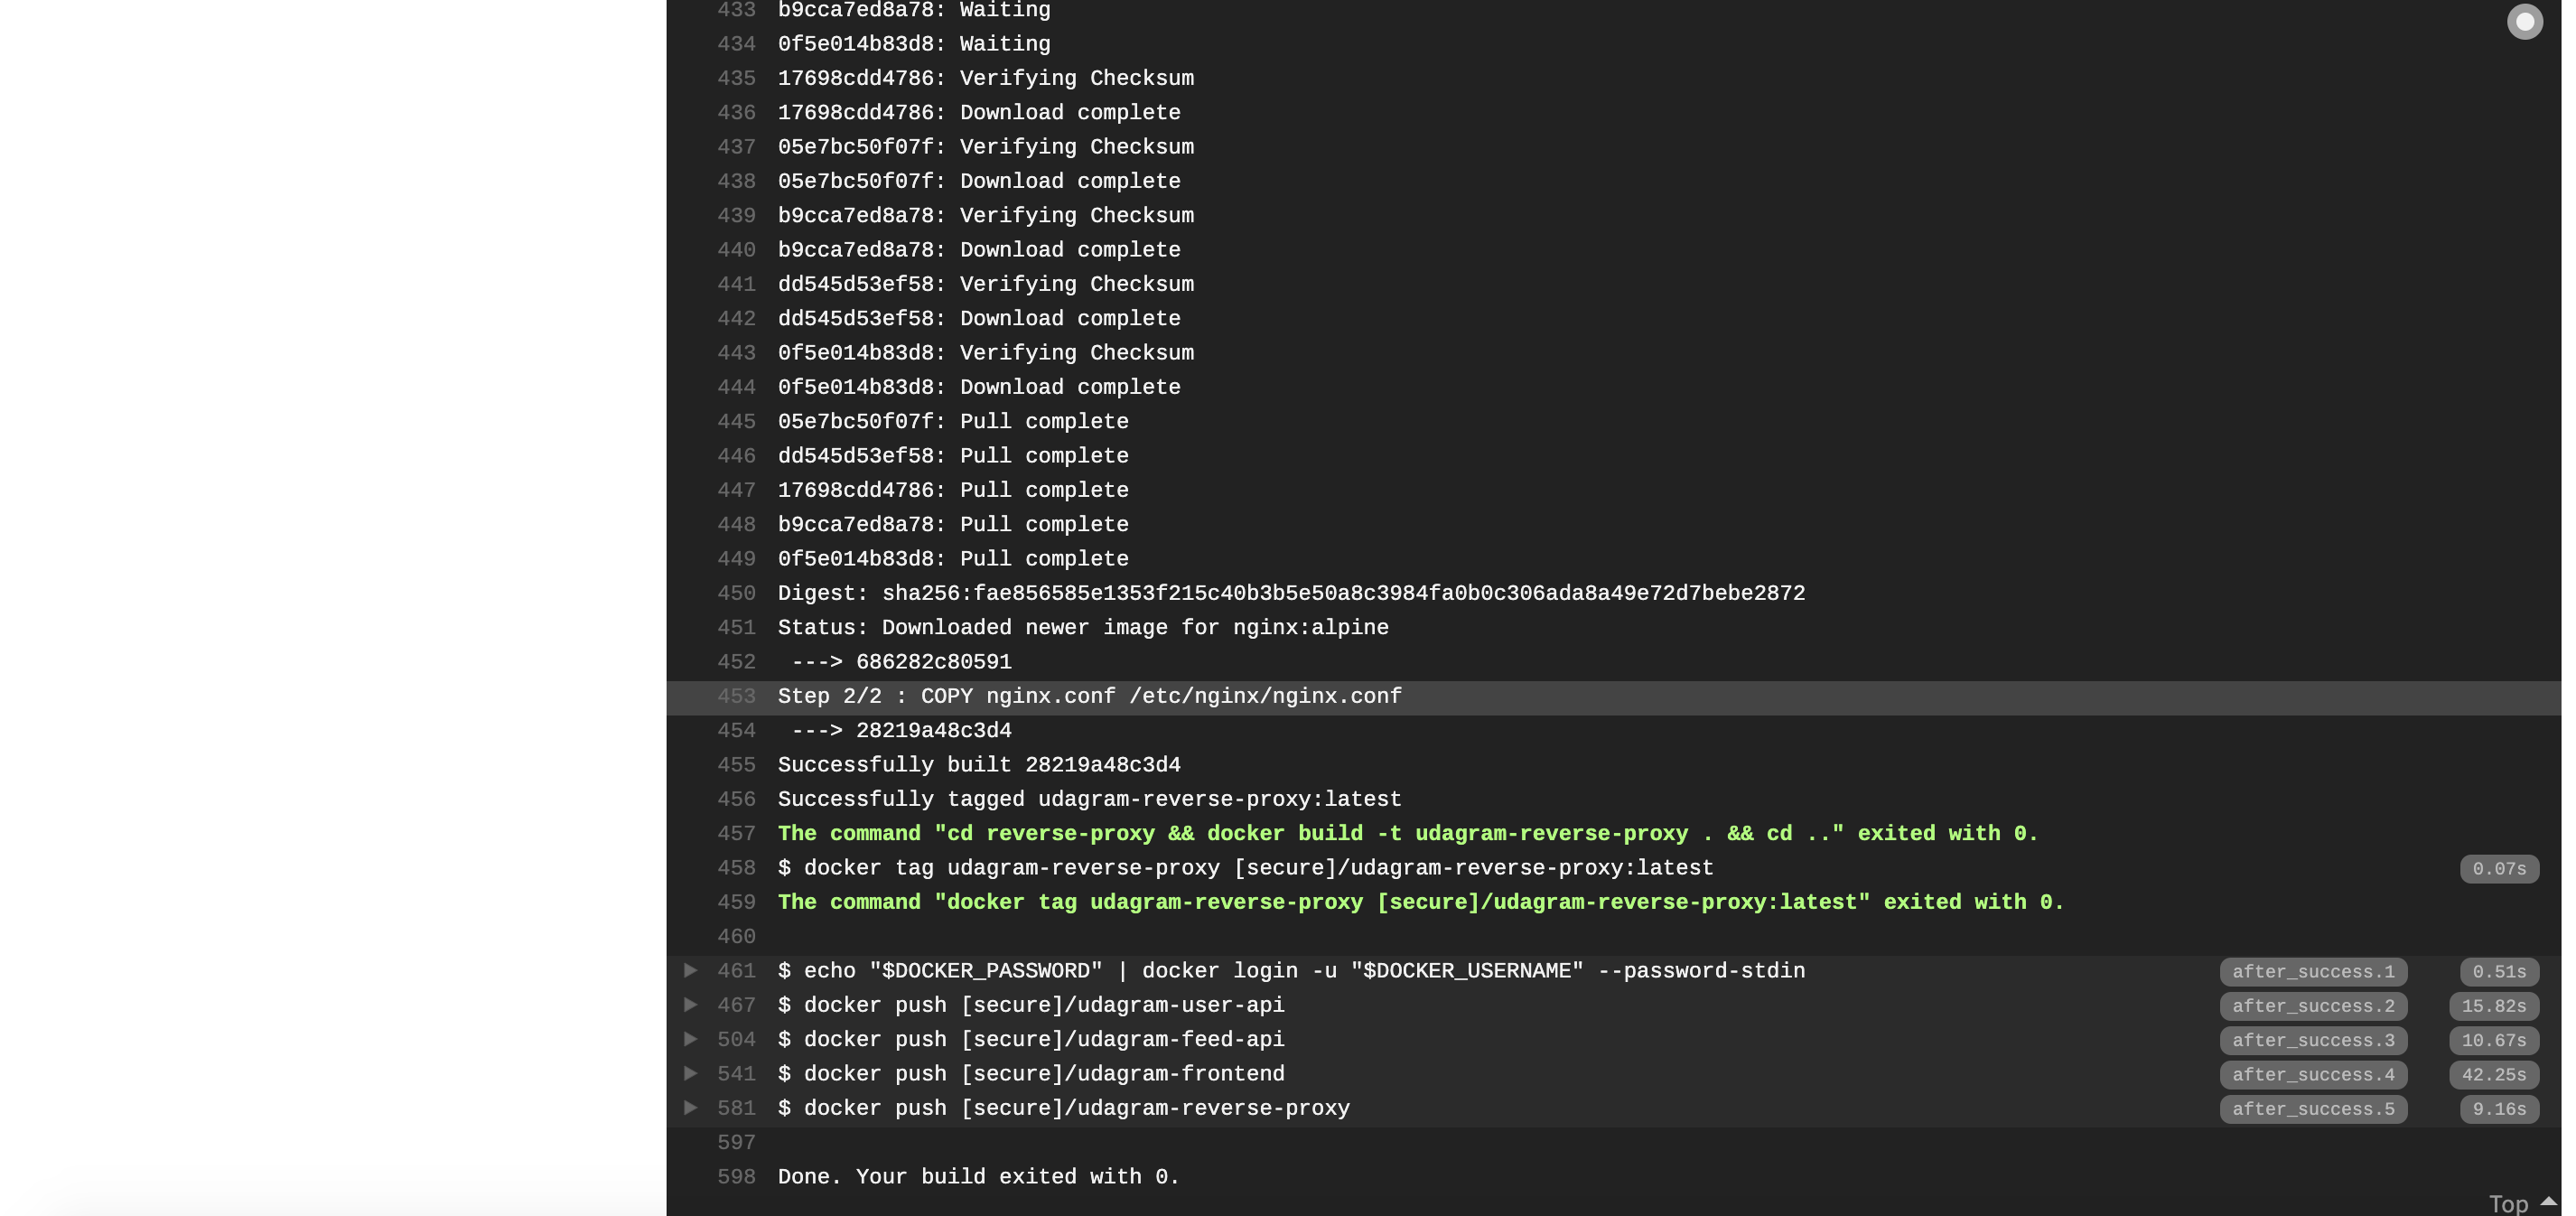 433 b9cca7ed8a78: Waiting
434 0f5e014b83d8: Waiting
435 17698cdd4786: Verifying Checksum
436 17698cdd4786: Download complete
437 05e7bc50f07f: Verifying Checksum
438 05e7bc50f07f: Download complete
439 b9cca7ed8a78: Verifying Checksum
440 b9cca7ed8a78: Download complete
441 dd545d53ef58: Verifying Checksum
442 dd545d53ef58: Download complete
443 0f5e014b83d8: Verifying Checksum
444 0f5e014b83d8: Download complete
445 05e7bc50f07f: Pull complete
446 dd545d53ef58: Pull complete
447 17698cdd4786: Pull complete
448 b9cca7ed8a78: Pull complete
449 0f5e014b83d8: Pull complete
450 Digest: sha256:fae856585e1353f215c40b3b5e50a8c3984fa0b0c306ada8a49e72d7bebe2872
451 Status: Downloaded newer image for nginx:alpine
452  ---> 686282c80591
453 Step 2/2 : COPY nginx.conf /etc/nginx/nginx.conf
454  ---> 28219a48c3d4
455 Successfully built 28219a48c3d4
456 Successfully tagged udagram-reverse-proxy:latest
457 The command "cd reverse-proxy && docker build -t udagram-reverse-proxy . && cd .." exited with 0.
458 $ docker tag udagram-reverse-proxy [secure]/udagram-reverse-proxy:latest 0.07s
459 The command "docker tag udagram-reverse-proxy [secure]/udagram-reverse-proxy:latest" exited with 0.
460
461 $ echo "$DOCKER_PASSWORD" | docker login -u "$DOCKER_USERNAME" --password-stdin after_success.1 0.51s
467 $ docker push [secure]/udagram-user-api after_success.2 15.82s
504 $ docker push [secure]/udagram-feed-api after_success.3 10.67s
541 $ docker push [secure]/udagram-frontend after_success.4 42.25s
581 $ docker push [secure]/udagram-reverse-proxy after_success.5 9.16s
597
598 Done. Your build exited with 0.
Top